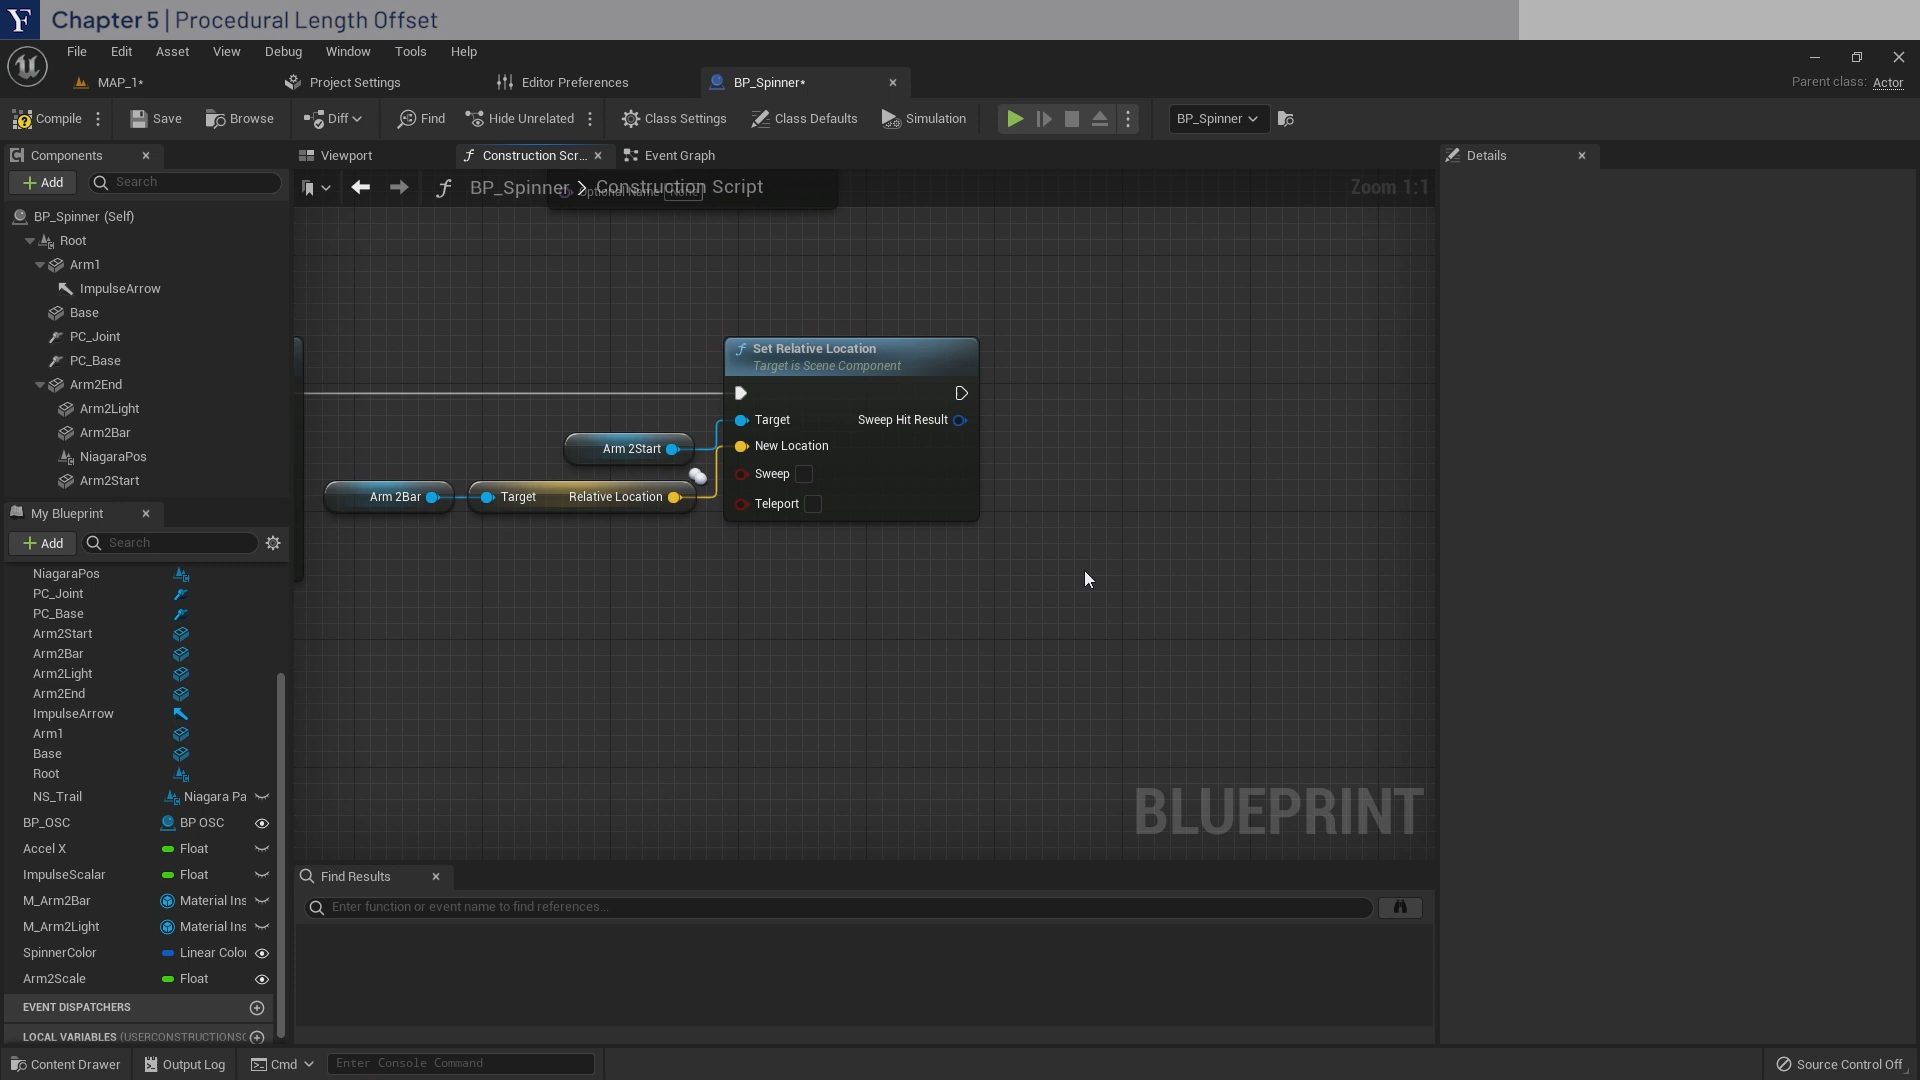 Chapter 5 | Procedural Length Offset
File Edit Asset View Debug Window Tools Help
MAP_1* Project Settings Editor Preferences BP_Spinner* Parent class: Actor
Compile Save Browse Diff Find Hide Unrelated Class Settings Class Defaults Simulation BP_Spinner
Components Viewport Construction Scr... Event Graph Details
Add Search
BP_Spinner Construction Script Zoom 1:1
Optional Name None
BP_Spinner (Self)
Root
Arm1
ImpulseArrow
Base
PC_Joint
PC_Base
Arm2End
Arm2Light
Arm2Bar
NiagaraPos
Arm2Start
Set Relative Location
Target is Scene Component
Target Sweep Hit Result
Arm 2Start New Location
Sweep
Arm 2Bar Target Relative Location
Teleport
My Blueprint
Add Search
NiagaraPos
PC_Joint
PC_Base
Arm2Start
Arm2Bar
Arm2Light
Arm2End
ImpulseArrow
Arm1
Base
Root
NS_Trail Niagara Pa
BP_OSC BP OSC
Accel X Float
ImpulseScalar Float
M_Arm2Bar Material Ins
M_Arm2Light Material Ins
SpinnerColor Linear Color
Arm2Scale Float
EVENT DISPATCHERS
LOCAL VARIABLES (USERCONSTRUCTIONSC
BLUEPRINT
Find Results
Enter function or event name to find references...
Content Drawer Output Log Cmd Enter Console Command Source Control Off